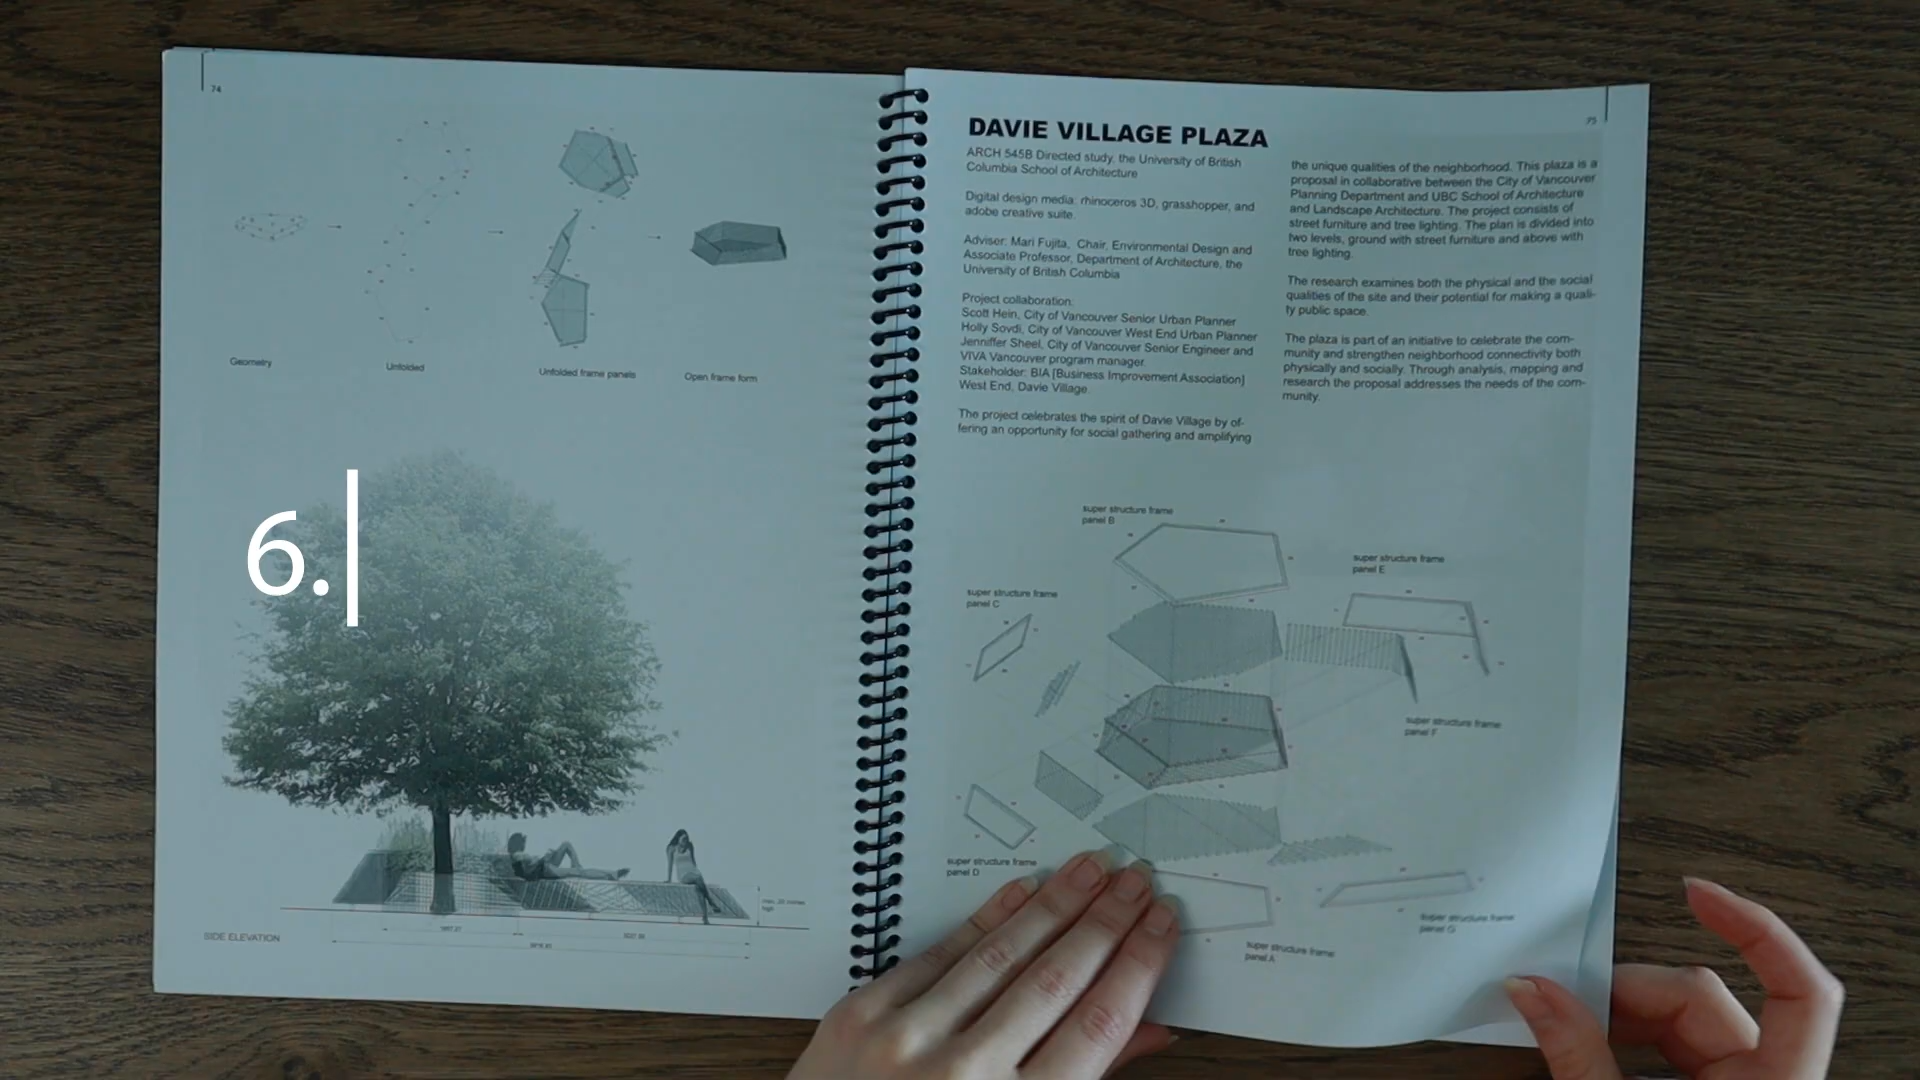 74
Geometry
Unfolded
Unfolded frame panels
Open frame form
6.
SIDE ELEVATION
75
DAVIE VILLAGE PLAZA
ARCH 545B Directed study, the University of British
Columbia School of Architecture
Digital design media: rhinoceros 3D, grasshopper, and
adobe creative suite.
Adviser: Mari Fujita, Chair, Environmental Design and
Associate Professor, Department of Architecture, the
University of British Columbia
Project collaboration:
Scott Hein, City of Vancouver Senior Urban Planner
Holly Sovdi, City of Vancouver West End Urban Planner
Jenniffer Sheel, City of Vancouver Senior Engineer and
VIVA Vancouver program manager.
Stakeholder: BIA [Business Improvement Association]
West End, Davie Village.
The project celebrates the spirit of Davie Village by of-
fering an opportunity for social gathering and amplifying
the unique qualities of the neighborhood. This plaza is a
proposal in collaborative between the City of Vancouver
Planning Department and UBC School of Architecture
and Landscape Architecture. The project consists of
street furniture and tree lighting. The plan is divided into
two levels, ground with street furniture and above with
tree lighting.
The research examines both the physical and the social
qualities of the site and their potential for making a quali-
ty public space.
The plaza is part of an initiative to celebrate the com-
munity and strengthen neighborhood connectivity both
physically and socially. Through analysis, mapping and
research the proposal addresses the needs of the com-
munity.
super structure frame
panel B
super structure frame
panel E
super structure frame
panel C
super structure frame
panel F
super structure frame
panel D
super structure frame
panel G
super structure frame
panel A